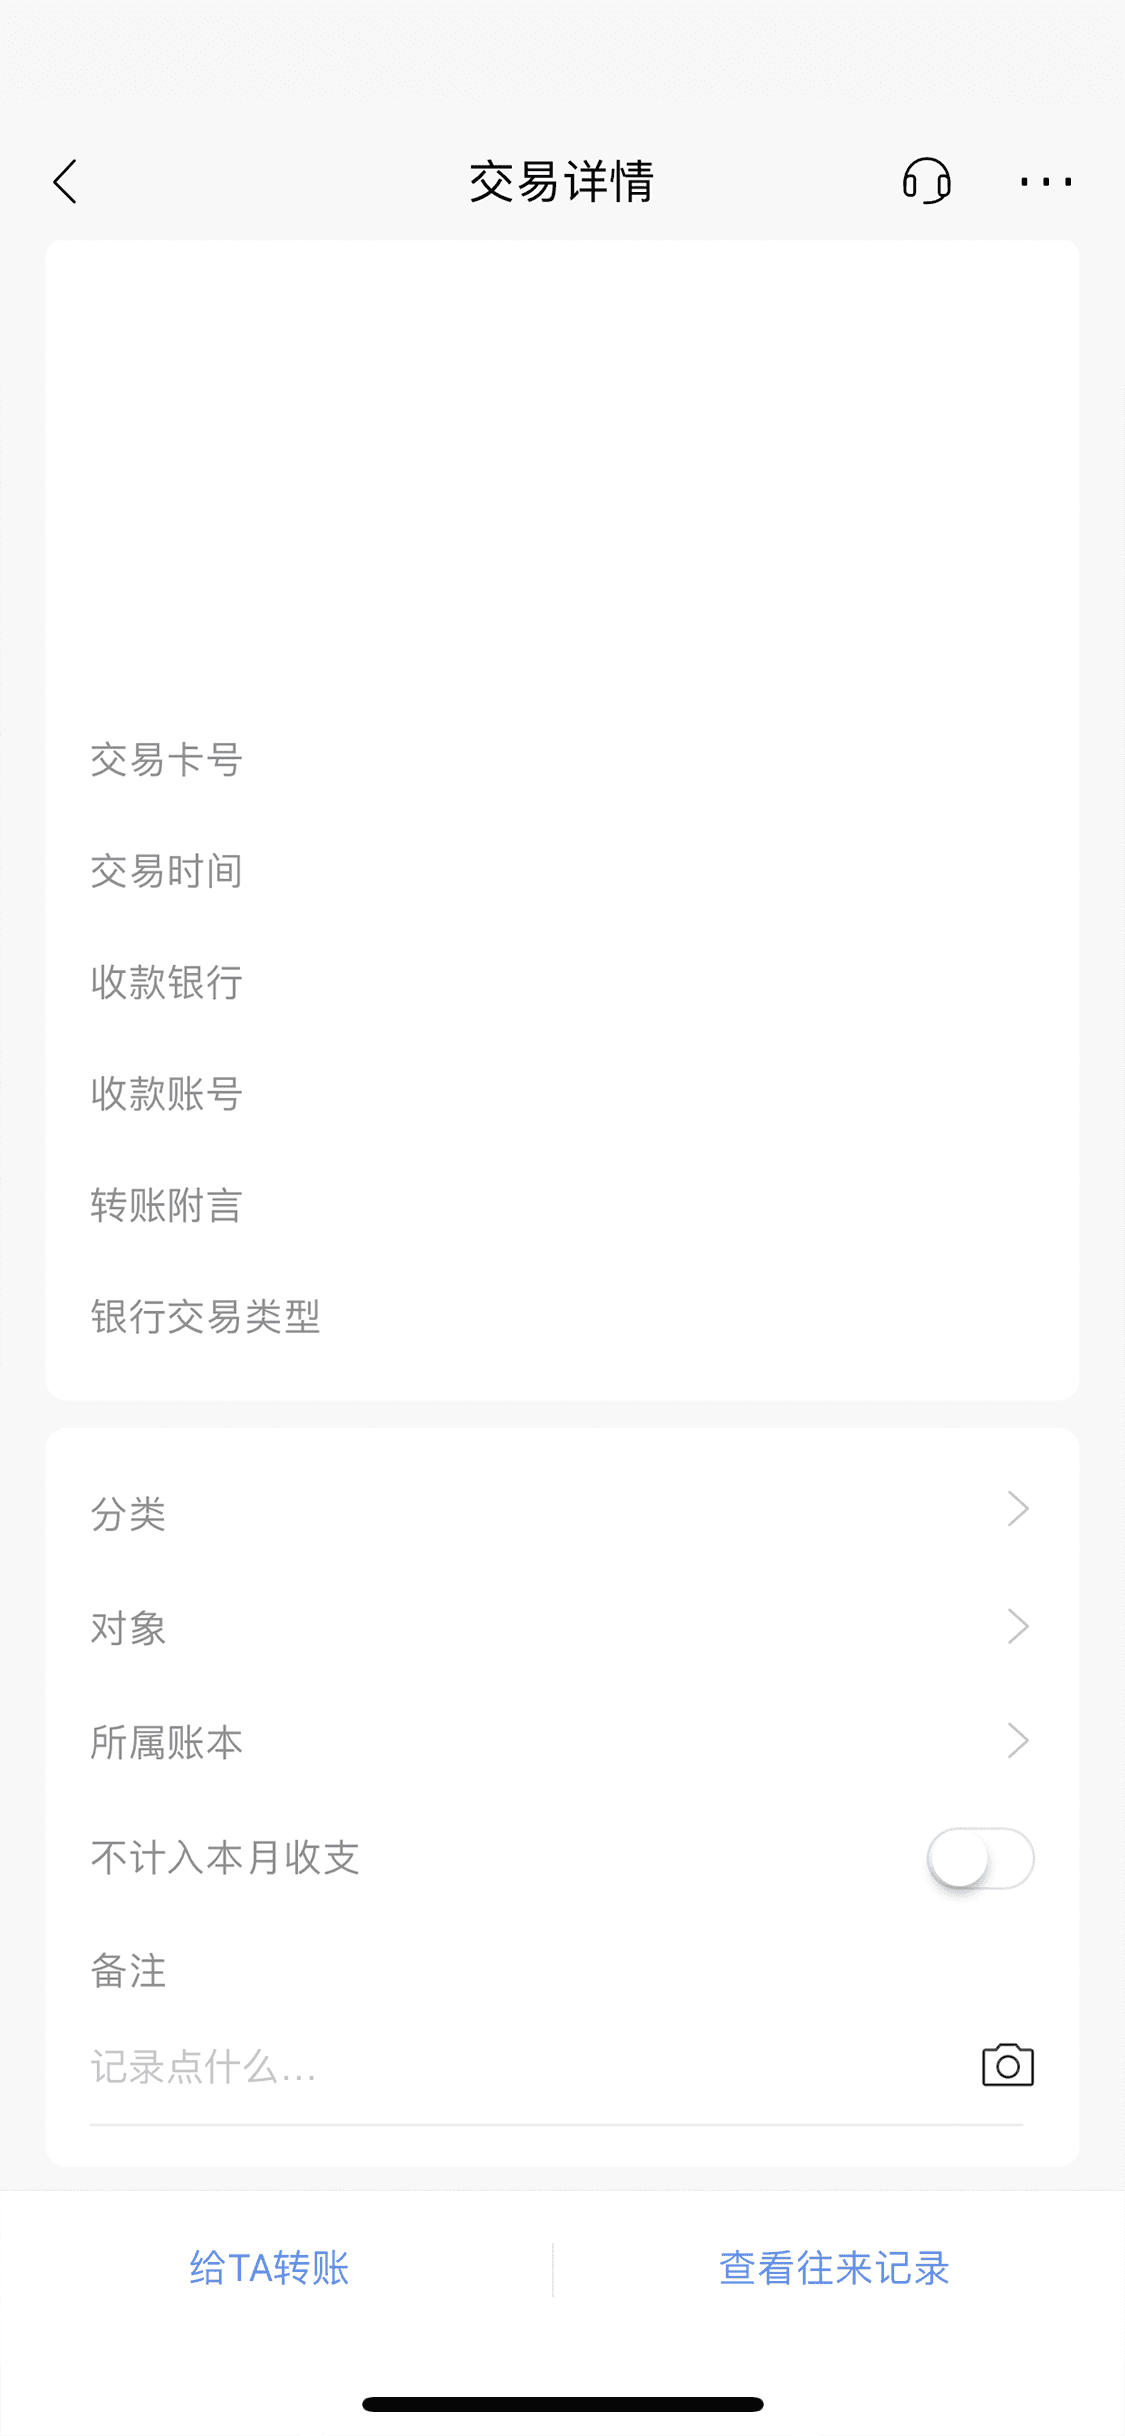 交易详情
交易卡号
交易时间
收款银行
收款账号
转账附言
银行交易类型
分类
对象
所属账本
不计入本月收支
备注
记录点什么...
给TA转账
查看往来记录